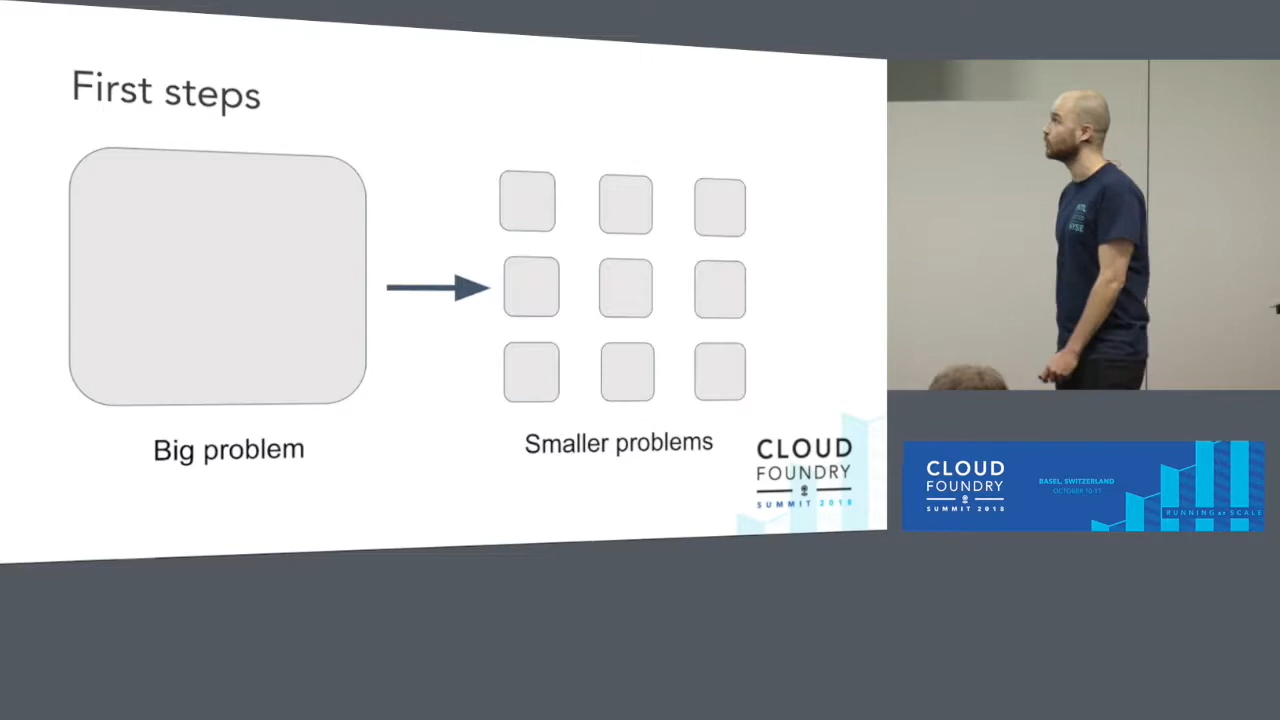 First steps
Big problem
Smaller problems
CLOUD
FOUNDRY
SUMMIT 2018
CLOUD
FOUNDRY
SUMMIT 2018
BASEL, SWITZERLAND
OCTOBER 10-11
RUNNING AT SCALE